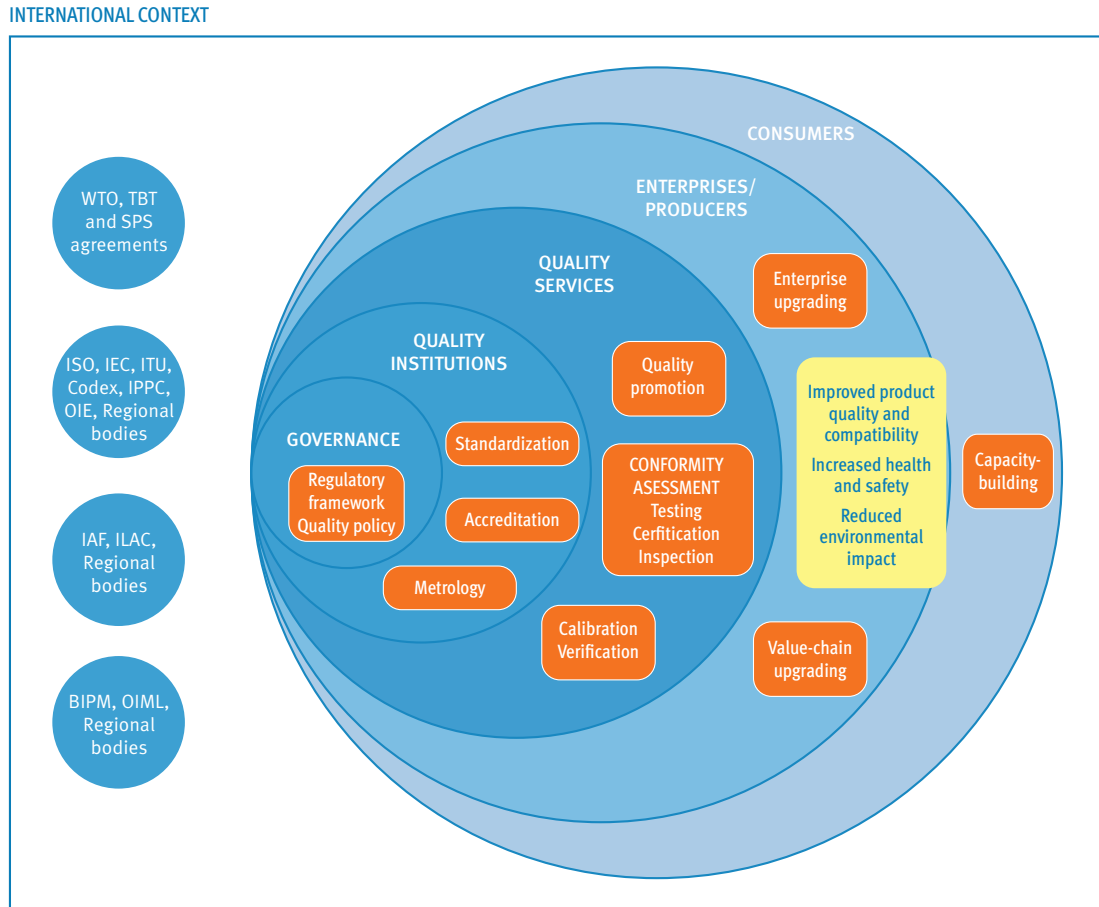 INTERNATIONAL CONTEXT
WTO, TBT
and SPS
agreements
ISO, IEC, ITU,
Codex, IPPC,
OIE, Regional
bodies
IAF, ILAC,
Regional
bodies
BIPM, OIML,
Regional
bodies
CONSUMERS
ENTERPRISES/
PRODUCERS
QUALITY
SERVICES
QUALITY
INSTITUTIONS
GOVERNANCE
Regulatory
framework
Quality policy
Standardization
Accreditation
Metrology
Quality
promotion
CONFORMITY
ASESSMENT
Testing
Cerfitication
Inspection
Calibration
Verification
Enterprise
upgrading
Improved product
quality and
compatibility
Increased health
and safety
Reduced
environmental
impact
Value-chain
upgrading
Capacity-
building